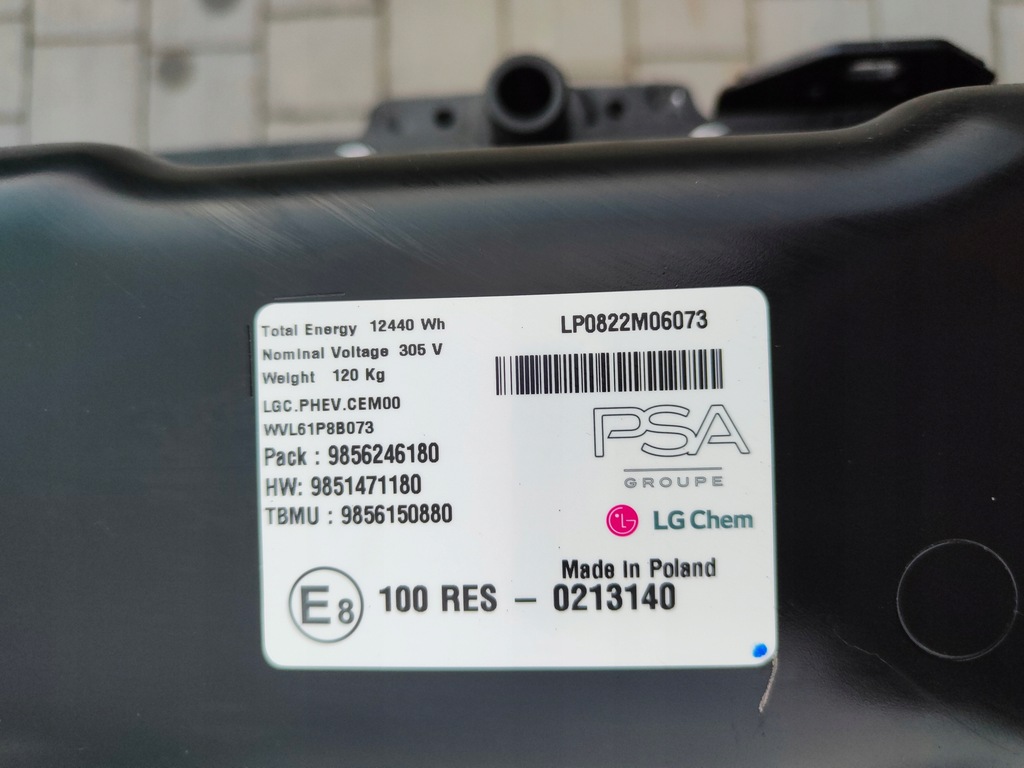 Total Energy 12440 Wh
Nominal Voltage 305 V
Weight 120 Kg
LGC.PHEV.CEM00
WVL61P8B073
Pack : 9856246180
HW: 9851471180
TBMU : 9856150880
LP0822M06073
PSA
GROUPE
LG Chem
Made In Poland
E8 100 RES – 0213140